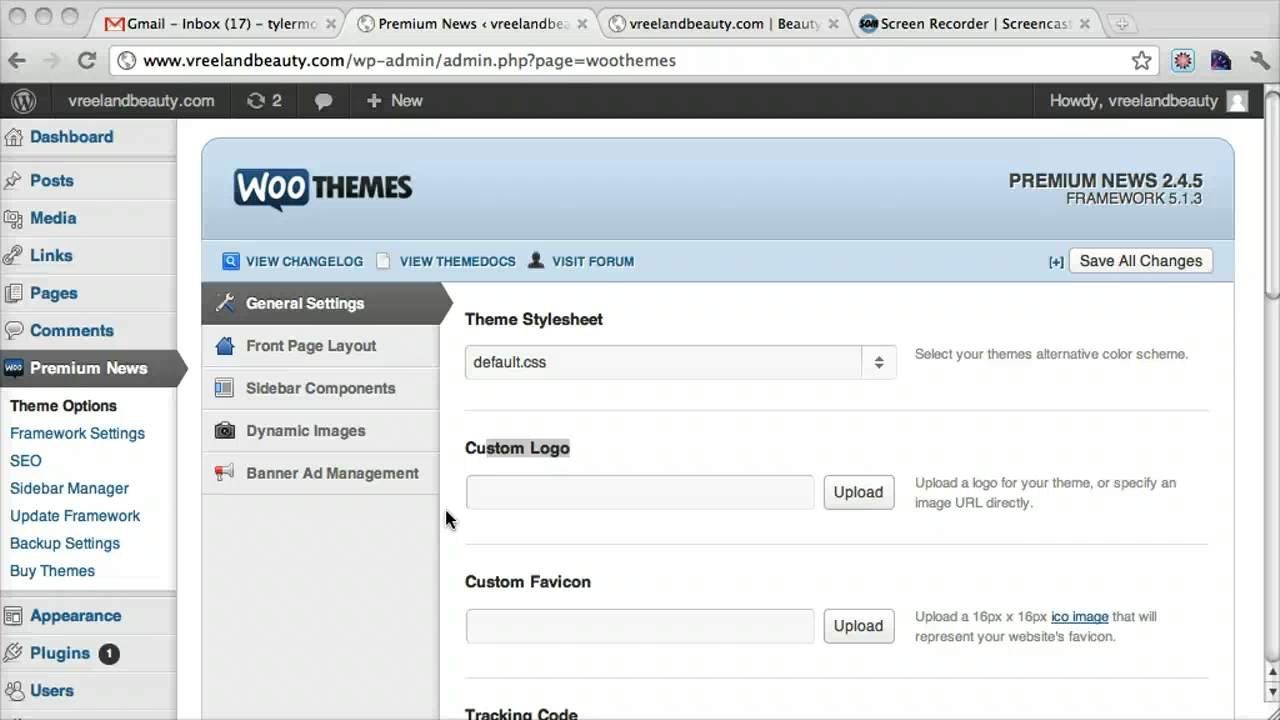 Gmail – Inbox (17) – tylermo
Premium News ‹ vreelandbea
vreelandbeauty.com | Beaut
SOM Screen Recorder | Screencast
www.vreelandbeauty.com/wp-admin/admin.php?page=woothemes
vreelandbeauty.com 2 + New Howdy, vreelandbeauty
Dashboard
Posts
Media
Links
Pages
Comments
WOO Premium News
Theme Options
Framework Settings
SEO
Sidebar Manager
Update Framework
Backup Settings
Buy Themes
Appearance
Plugins 1
Users
WOOTHEMES
PREMIUM NEWS 2.4.5
FRAMEWORK 5.1.3
VIEW CHANGELOG VIEW THEMEDOCS VISIT FORUM [+] Save All Changes
General Settings
Front Page Layout
Sidebar Components
Dynamic Images
Banner Ad Management
Theme Stylesheet
default.css
Select your themes alternative color scheme.
Custom Logo
Upload
Upload a logo for your theme, or specify an
image URL directly.
Custom Favicon
Upload
Upload a 16px x 16px ico image that will
represent your website's favicon.
Tracking Code